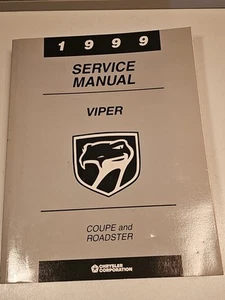 1999
SERVICE
MANUAL
VIPER
COUPE and
ROADSTER
CHRYSLER
CORPORATION